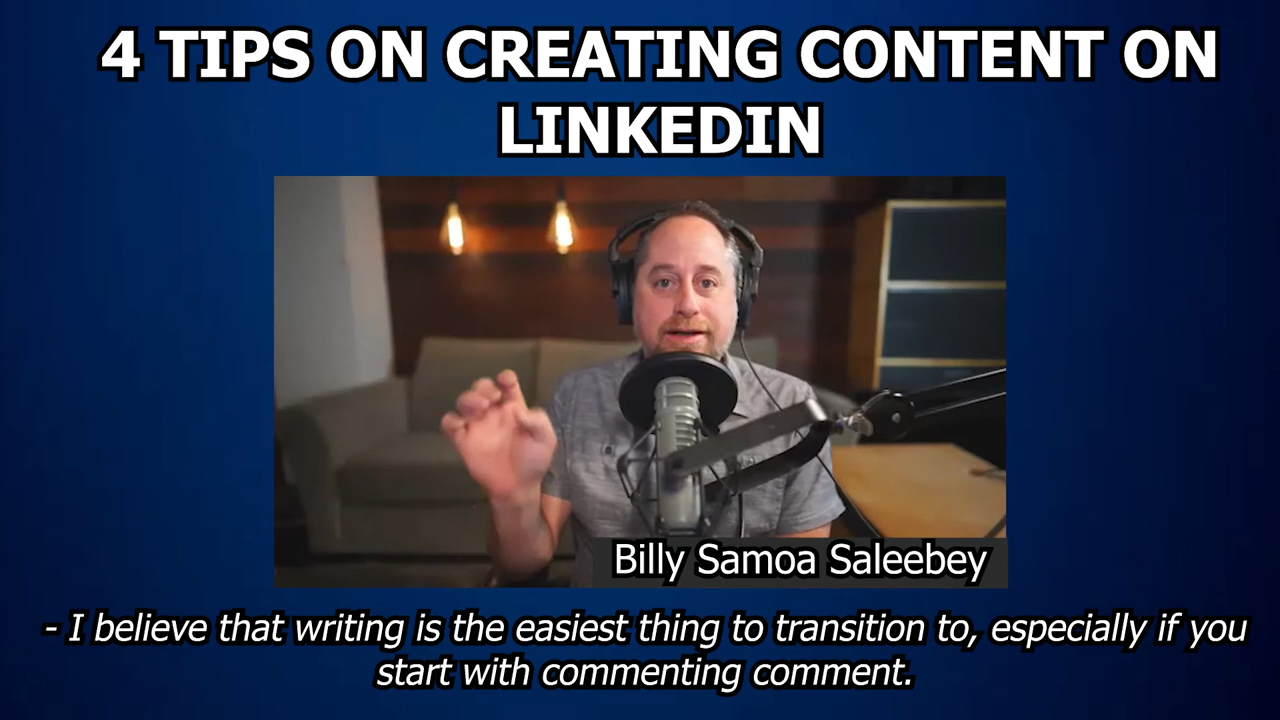 4 TIPS ON CREATING CONTENT ON
LINKEDIN
Billy Samoa Saleebey
- I believe that writing is the easiest thing to transition to, especially if you
start with commenting comment.